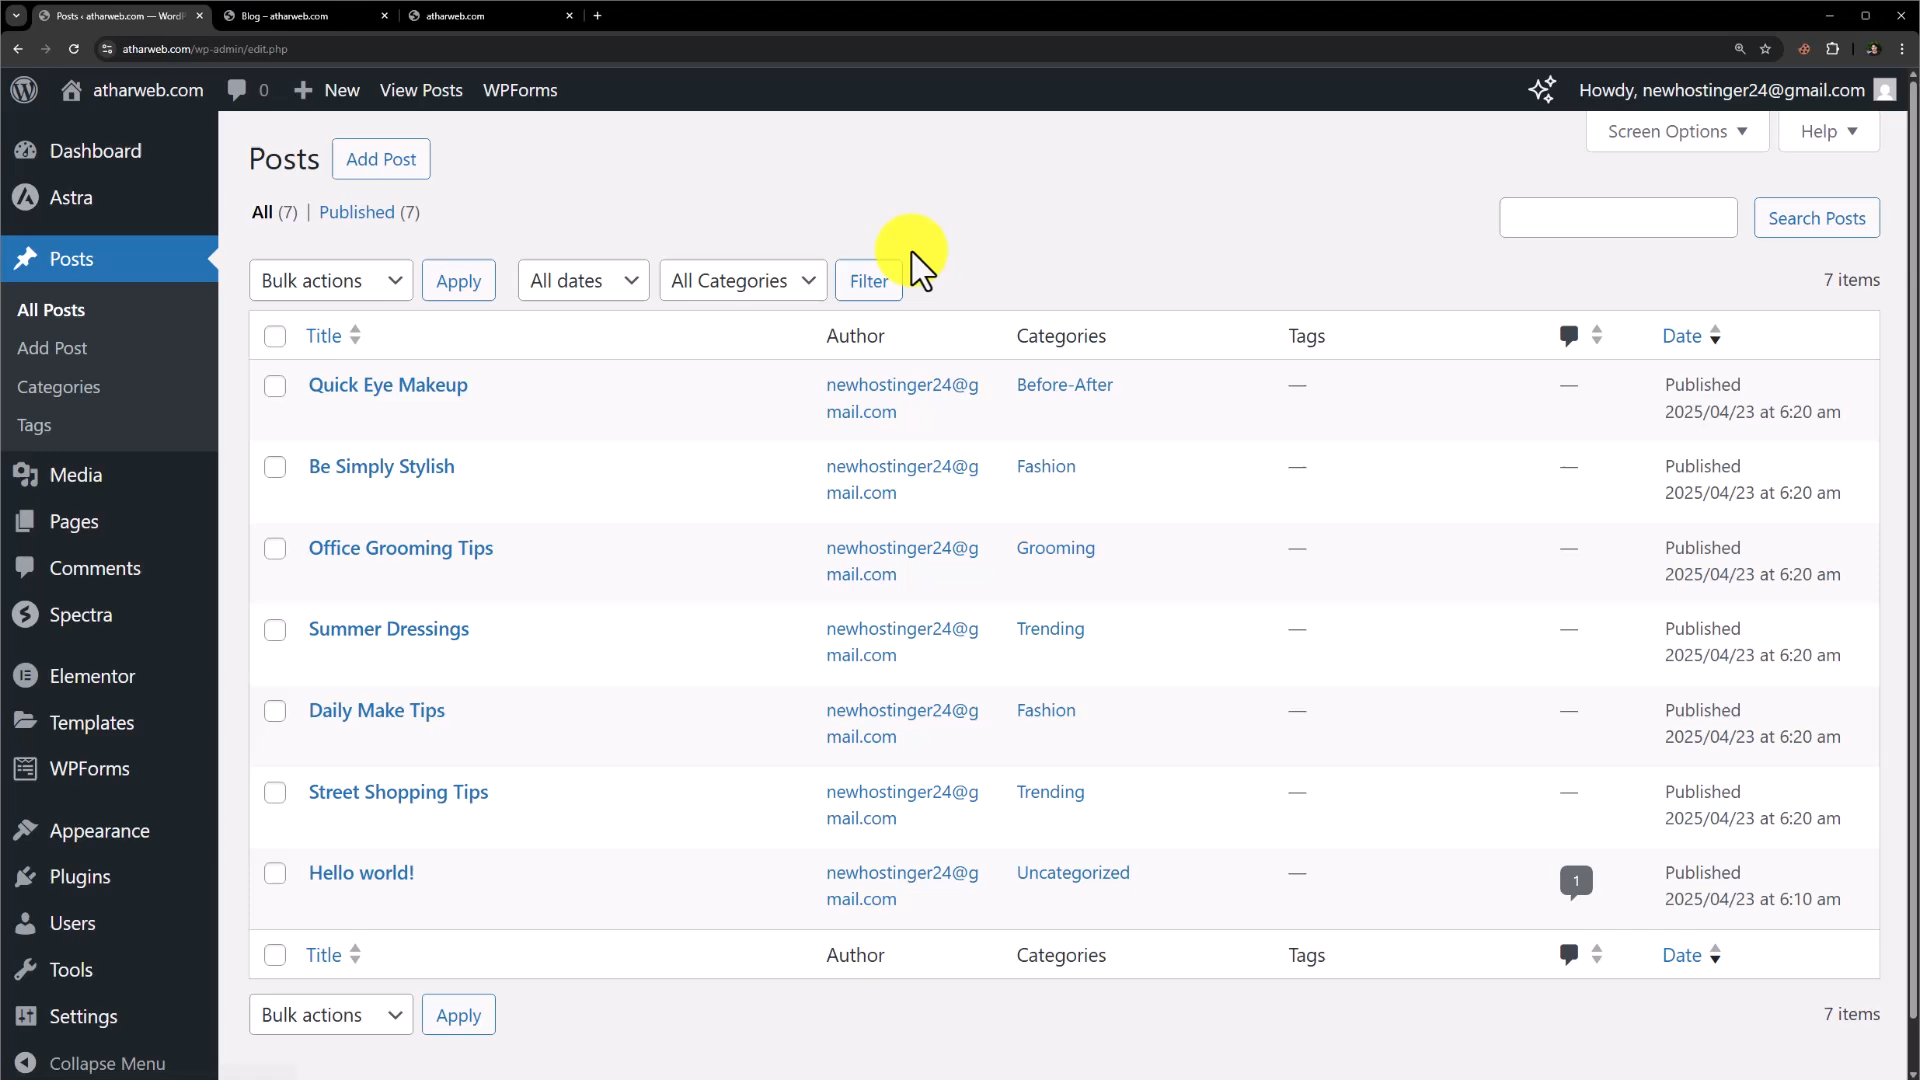 Posts ‹ atharweb.com — WordP
Blog – atharweb.com
atharweb.com
atharweb.com/wp-admin/edit.php
atharweb.com
0
New
View Posts
WPForms
Howdy, newhostinger24@gmail.com
Dashboard
Astra
Posts
All Posts
Add Post
Categories
Tags
Media
Pages
Comments
Spectra
Elementor
Templates
WPForms
Appearance
Plugins
Users
Tools
Settings
Collapse Menu
Screen Options
Help
Posts
Add Post
All (7) | Published (7)
Search Posts
Bulk actions
Apply
All dates
All Categories
Filter
7 items
Title Author Categories Tags Date
Quick Eye Makeup newhostinger24@g Before-After — — Published
mail.com 2025/04/23 at 6:20 am
Be Simply Stylish newhostinger24@g Fashion — — Published
mail.com 2025/04/23 at 6:20 am
Office Grooming Tips newhostinger24@g Grooming — — Published
mail.com 2025/04/23 at 6:20 am
Summer Dressings newhostinger24@g Trending — — Published
mail.com 2025/04/23 at 6:20 am
Daily Make Tips newhostinger24@g Fashion — — Published
mail.com 2025/04/23 at 6:20 am
Street Shopping Tips newhostinger24@g Trending — — Published
mail.com 2025/04/23 at 6:20 am
Hello world! newhostinger24@g Uncategorized — 1 Published
mail.com 2025/04/23 at 6:10 am
Title Author Categories Tags Date
Bulk actions
Apply
7 items